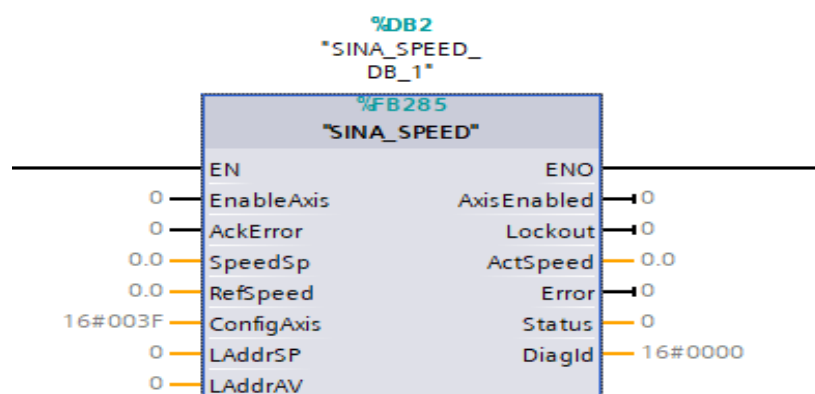 %DB2
"SINA_SPEED_
DB_1"
%FB285
"SINA_SPEED"
EN ENO
0 EnableAxis AxisEnabled 0
0 AckError Lockout 0
0.0 SpeedSp ActSpeed 0.0
0.0 RefSpeed Error 0
16#003F ConfigAxis Status 0
0 LAddrSP DiagId 16#0000
0 LAddrAV